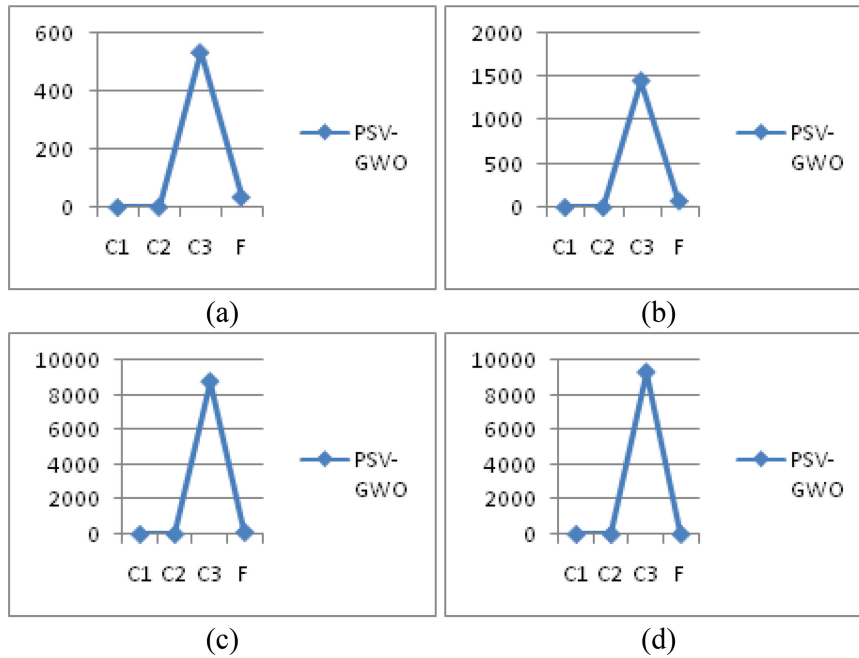 600
400
200
0
C1 C2 C3 F
PSV-
GWO
(a)
2000
1500
1000
500
0
C1 C2 C3 F
PSV-
GWO
(b)
10000
8000
6000
4000
2000
0
C1 C2 C3 F
PSV-
GWO
(c)
10000
8000
6000
4000
2000
0
C1 C2 C3 F
PSV-
GWO
(d)